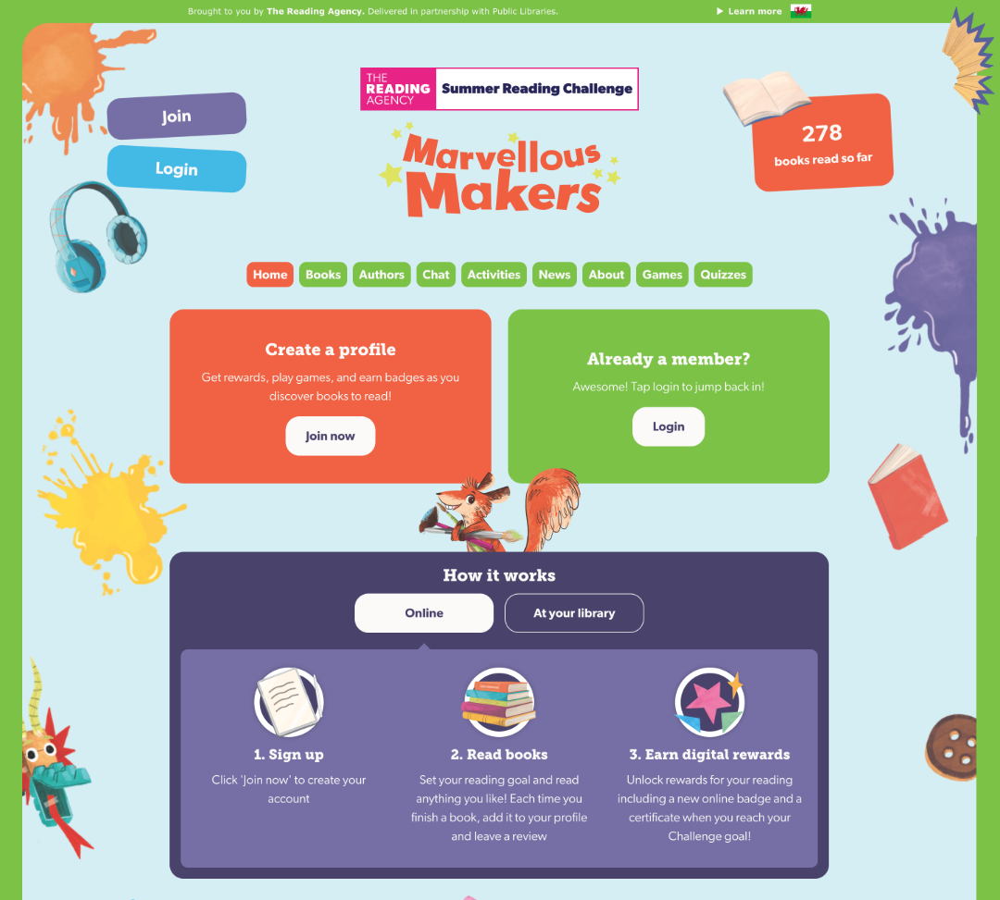 Brought to you by The Reading Agency. Delivered in partnership with Public Libraries.
Learn more
Join
Login
THE
READING
AGENCY
Summer Reading Challenge
Marvellous
Makers
278
books read so far
Home Books Authors Chat Activities News About Games Quizzes
Create a profile
Get rewards, play games, and earn badges as you
discover books to read!
Join now
Already a member?
Awesome! Tap login to jump back in!
Login
How it works
Online
At your library
1. Sign up
Click 'Join now' to create your
account
2. Read books
Set your reading goal and read
anything you like! Each time you
finish a book, add it to your profile
and leave a review
3. Earn digital rewards
Unlock rewards for your reading
including a new online badge and a
certificate when you reach your
Challenge goal!